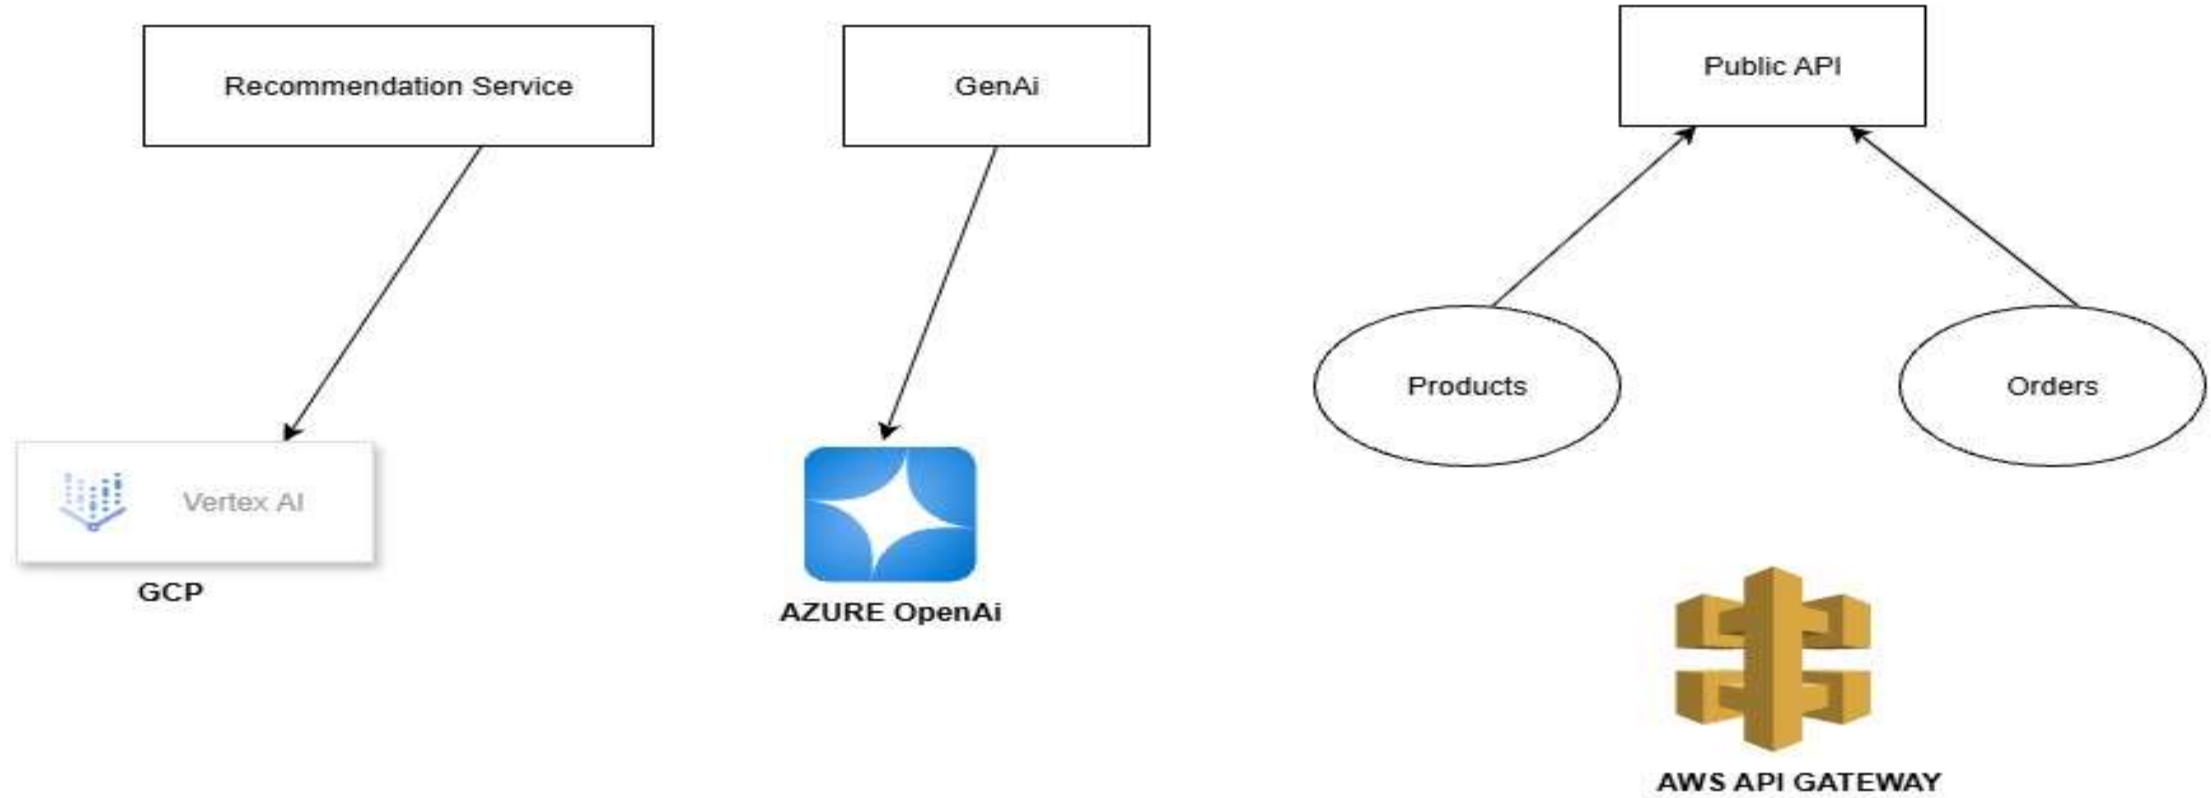 Recommendation Service
GenAi
Public API
Products
Orders
Vertex AI
GCP
AZURE OpenAi
AWS API GATEWAY